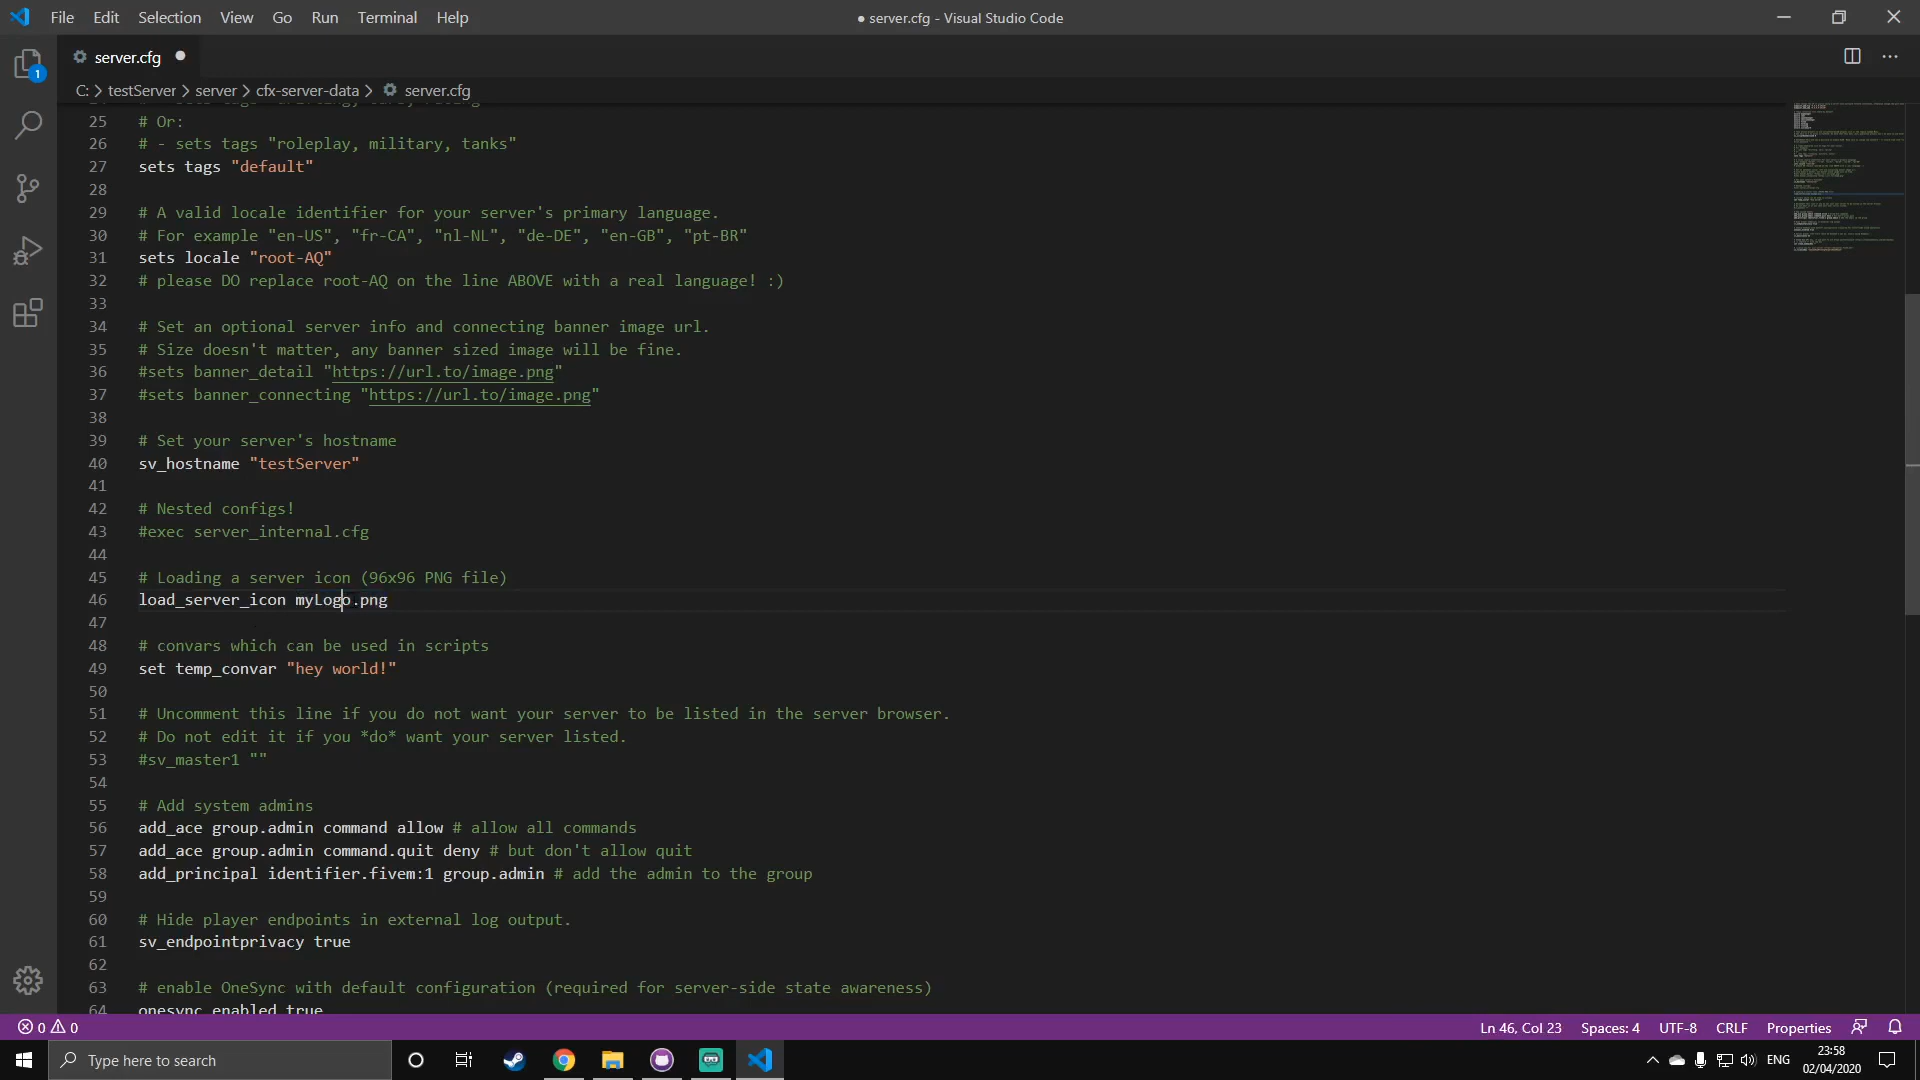 File Edit Selection View Go Run Terminal Help
● server.cfg - Visual Studio Code
server.cfg
C: > testServer > server > cfx-server-data > server.cfg
1
25 # Or:
26 # - sets tags "roleplay, military, tanks"
27 sets tags "default"
28
29 # A valid locale identifier for your server's primary language.
30 # For example "en-US", "fr-CA", "nl-NL", "de-DE", "en-GB", "pt-BR"
31 sets locale "root-AQ"
32 # please DO replace root-AQ on the line ABOVE with a real language! :)
33
34 # Set an optional server info and connecting banner image url.
35 # Size doesn't matter, any banner sized image will be fine.
36 #sets banner_detail "https://url.to/image.png"
37 #sets banner_connecting "https://url.to/image.png"
38
39 # Set your server's hostname
40 sv_hostname "testServer"
41
42 # Nested configs!
43 #exec server_internal.cfg
44
45 # Loading a server icon (96x96 PNG file)
46 load_server_icon myLogo.png
47
48 # convars which can be used in scripts
49 set temp_convar "hey world!"
50
51 # Uncomment this line if you do not want your server to be listed in the server browser.
52 # Do not edit it if you *do* want your server listed.
53 #sv_master1 ""
54
55 # Add system admins
56 add_ace group.admin command allow # allow all commands
57 add_ace group.admin command.quit deny # but don't allow quit
58 add_principal identifier.fivem:1 group.admin # add the admin to the group
59
60 # Hide player endpoints in external log output.
61 sv_endpointprivacy true
62
63 # enable OneSync with default configuration (required for server-side state awareness)
64 onesync_enabled true
0 0 Ln 46, Col 23 Spaces: 4 UTF-8 CRLF Properties
Type here to search
ENG
23:58
02/04/2020